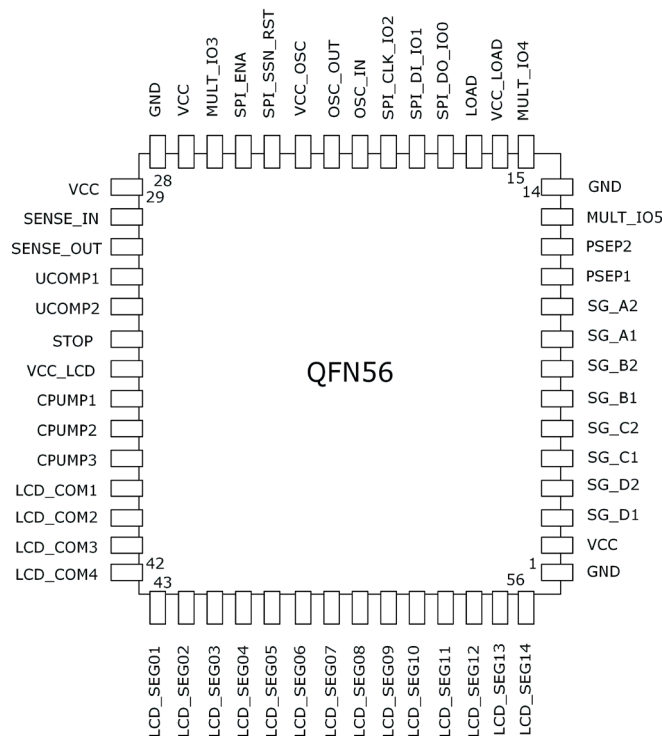 GND
VCC
MULT_IO3
SPI_ENA
SPI_SSN_RST
VCC_OSC
OSC_OUT
OSC_IN
SPI_CLK_IO2
SPI_DI_IO1
SPI_DO_IO0
LOAD
VCC_LOAD
MULT_IO4
28
29
15
14
VCC
SENSE_IN
SENSE_OUT
UCOMP1
UCOMP2
STOP
VCC_LCD
CPUMP1
CPUMP2
CPUMP3
LCD_COM1
LCD_COM2
LCD_COM3
LCD_COM4
QFN56
GND
MULT_IO5
PSEP2
PSEP1
SG_A2
SG_A1
SG_B2
SG_B1
SG_C2
SG_C1
SG_D2
SG_D1
VCC
GND
42
43
1
56
LCD_SEG01
LCD_SEG02
LCD_SEG03
LCD_SEG04
LCD_SEG05
LCD_SEG06
LCD_SEG07
LCD_SEG08
LCD_SEG09
LCD_SEG10
LCD_SEG11
LCD_SEG12
LCD_SEG13
LCD_SEG14